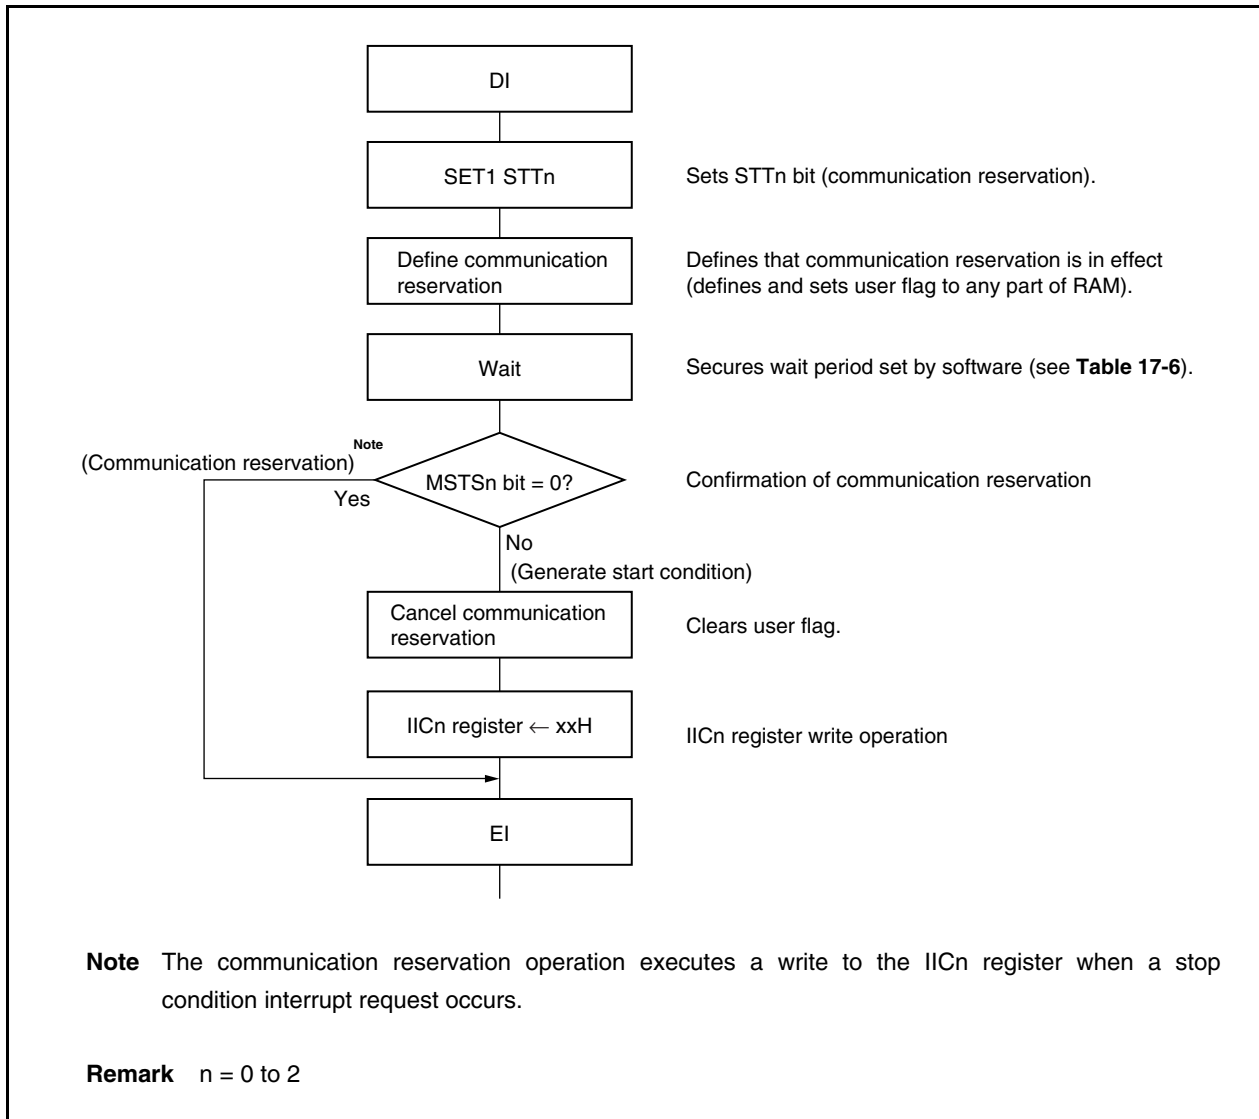 DI
SET1 STTn
Sets STTn bit (communication reservation).
Define communication
reservation
Defines that communication reservation is in effect
(defines and sets user flag to any part of RAM).
Wait
Secures wait period set by software (see Table 17-6).
(Communication reservation) Note
MSTSn bit = 0?
Confirmation of communication reservation
Yes
No
(Generate start condition)
Cancel communication
reservation
Clears user flag.
IICn register ← xxH
IICn register write operation
EI
Note The communication reservation operation executes a write to the IICn register when a stop
condition interrupt request occurs.
Remark n = 0 to 2